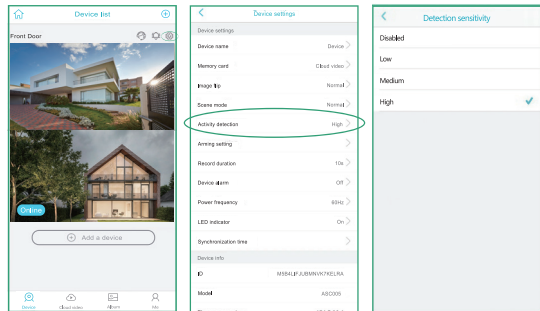 Device list
Front Door
Online
Add a device
Device
Cloud video
Album
Me
Device settings
Device settings
Device name Device
Memory card Cloud video
Image flip Normal
Scene mode Normal
Activity detection High
Arming setting
Record duration 10s
Device alarm Off
Power frequency 60Hz
LED indicator On
Synchronization time
Device info
ID
Model ASC005
Detection sensitivity
Disabled
Low
Medium
High